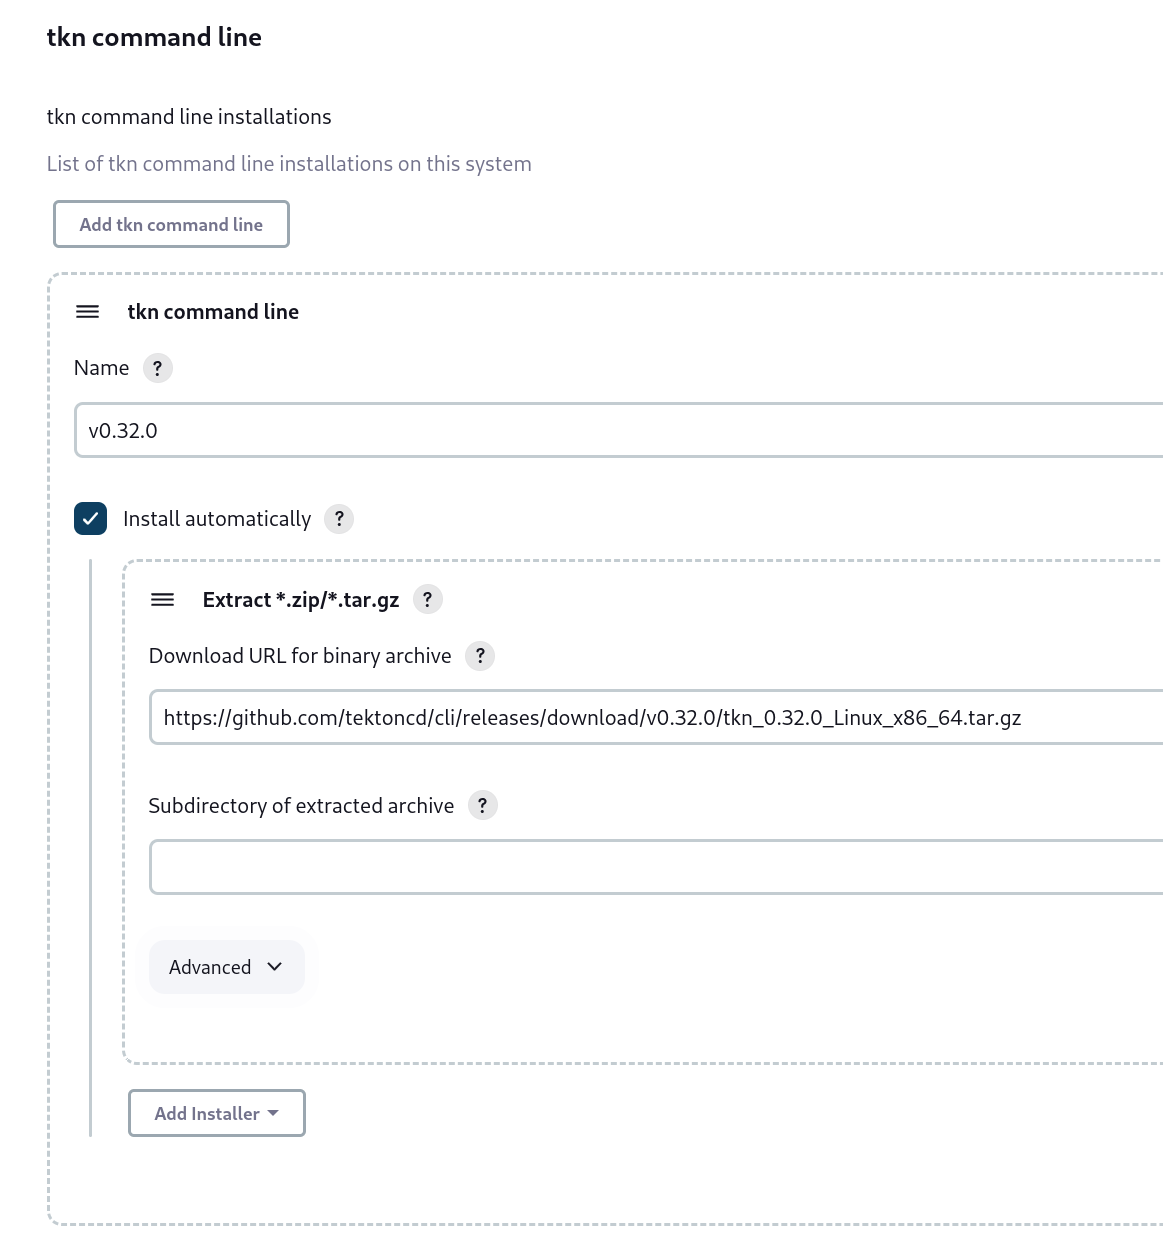 tkn command line
tkn command line installations
List of tkn command line installations on this system
Add tkn command line
tkn command line
Name ?
v0.32.0
Install automatically ?
Extract *.zip/*.tar.gz ?
Download URL for binary archive ?
https://github.com/tektoncd/cli/releases/download/v0.32.0/tkn_0.32.0_Linux_x86_64.tar.gz
Subdirectory of extracted archive ?
Advanced
Add Installer